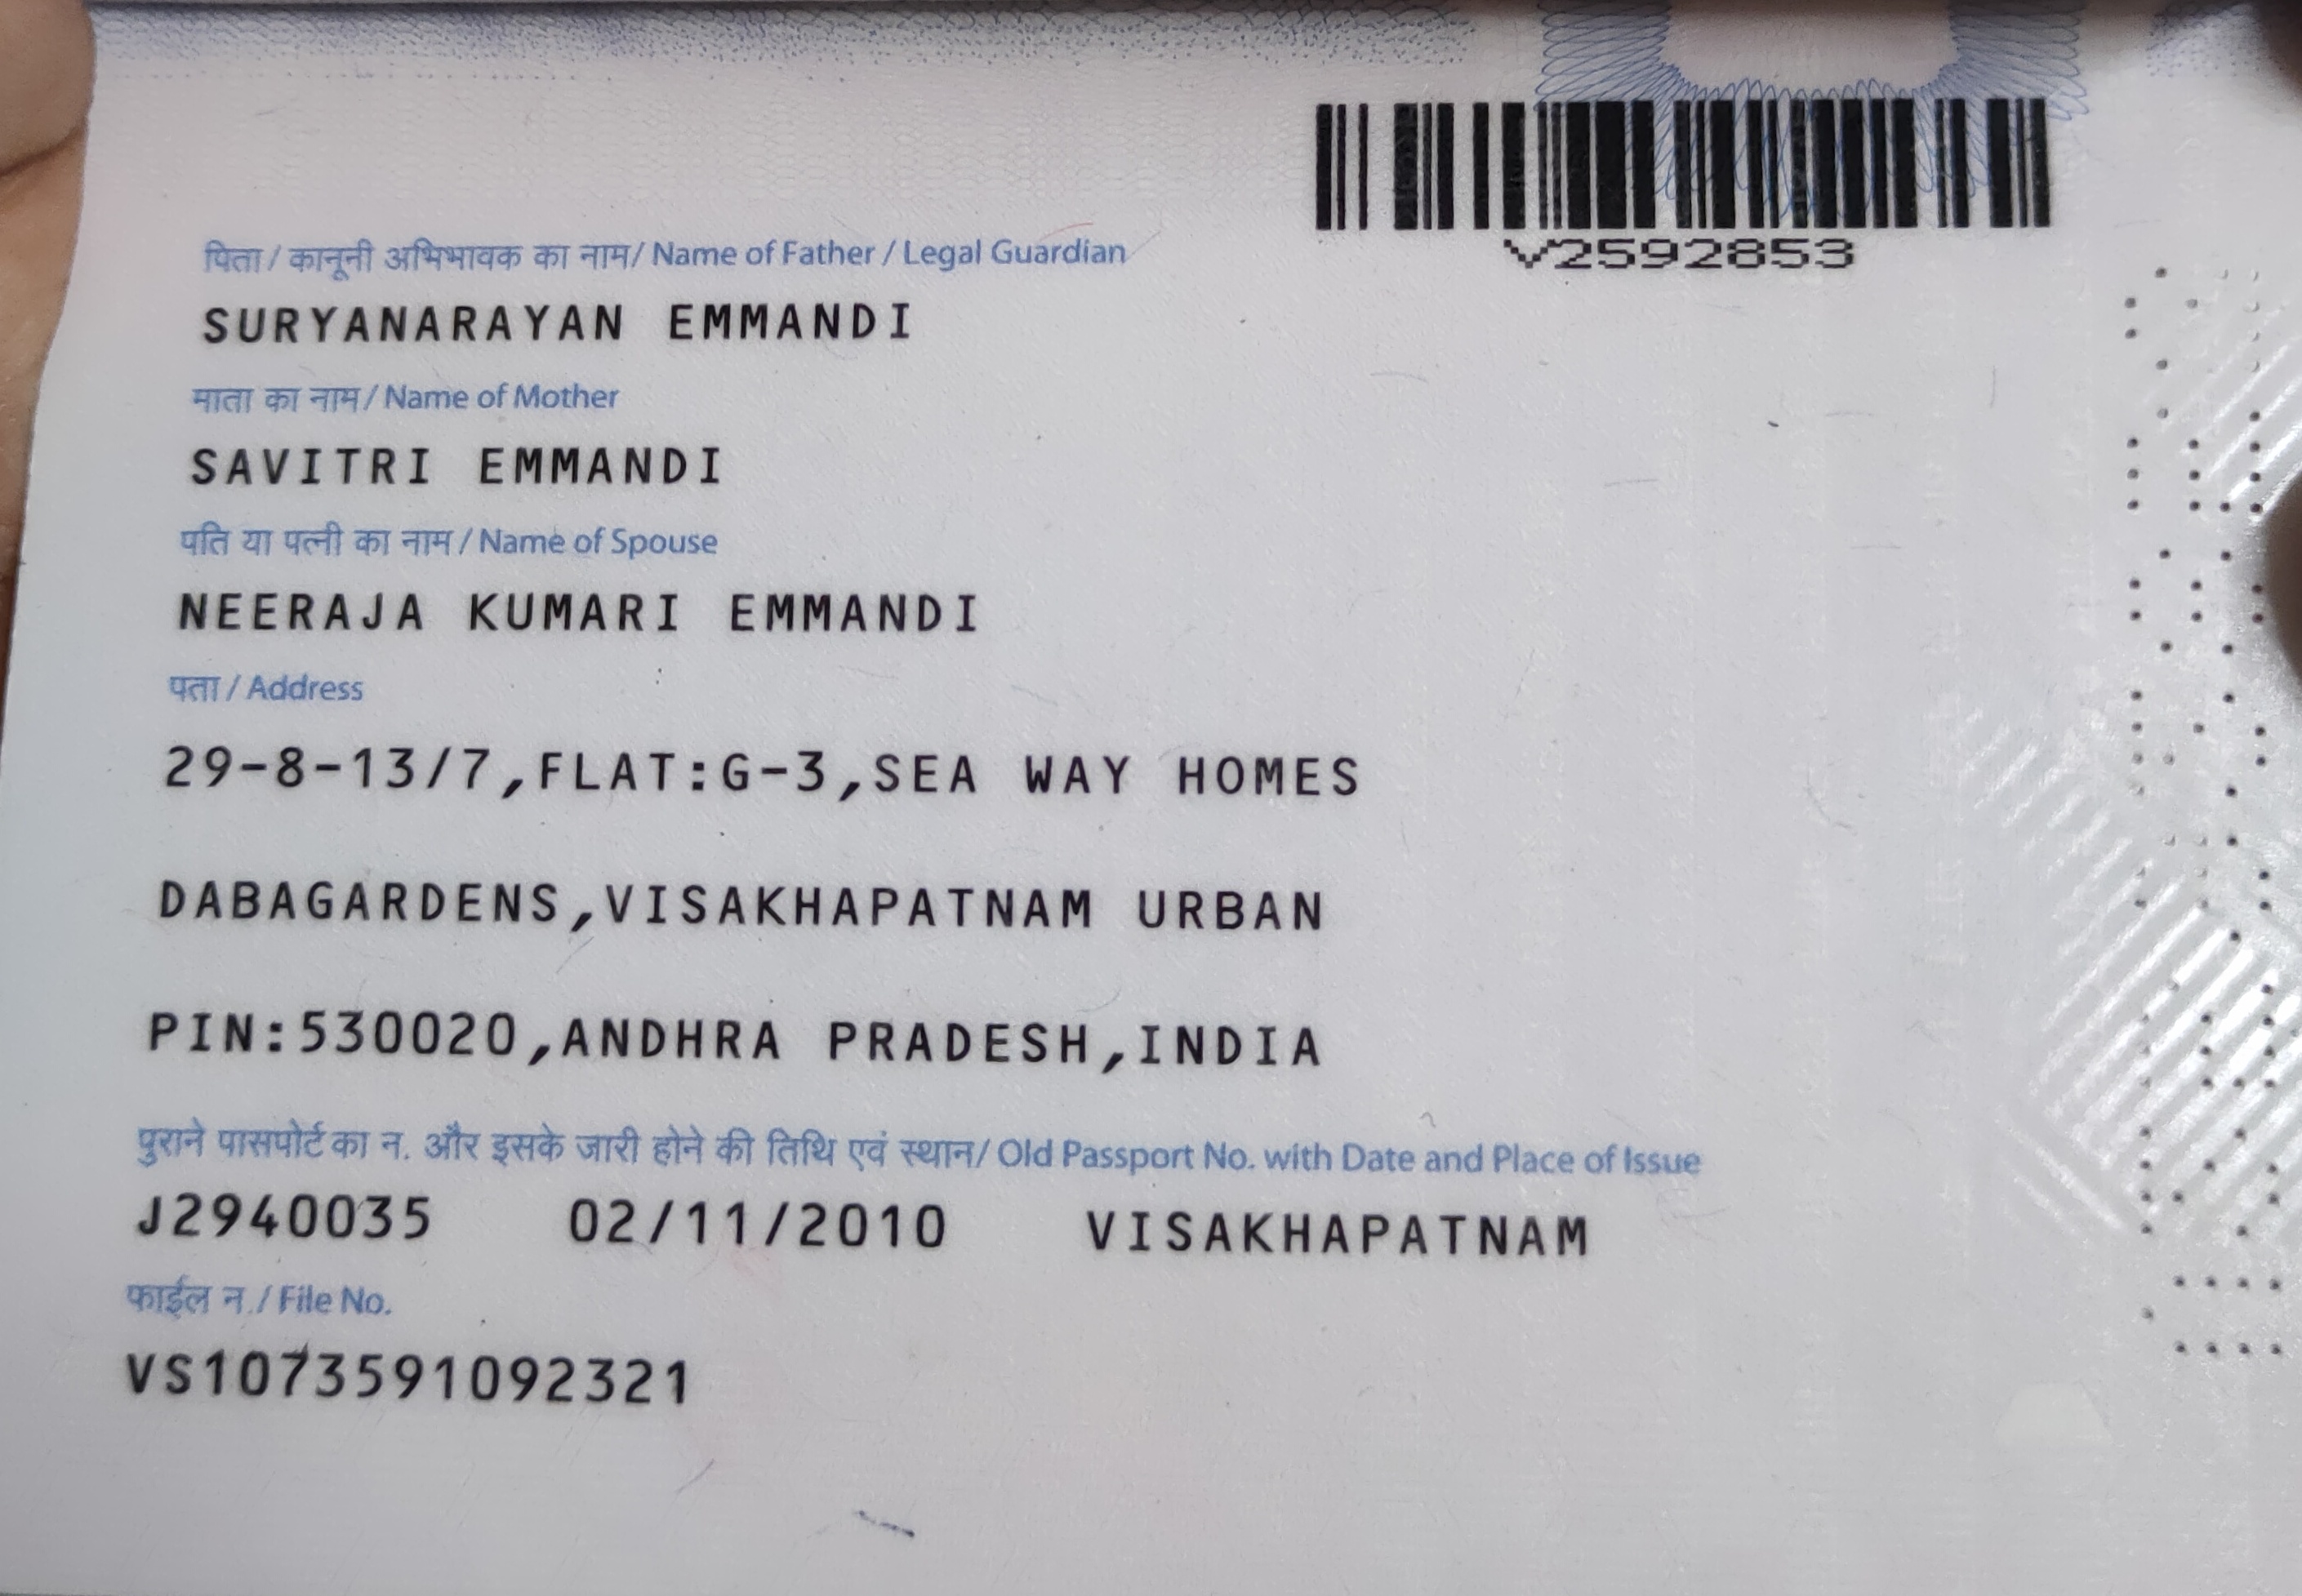 V2592853
पिता / कानूनी अभिभावक का नाम/ Name of Father / Legal Guardian
SURYANARAYAN EMMANDI
माता का नाम/ Name of Mother
SAVITRI EMMANDI
पति या पत्नी का नाम / Name of Spouse
NEERAJA KUMARI EMMANDI
पता / Address
29-8-13/7,FLAT:G-3,SEA WAY HOMES
DABAGARDENS,VISAKHAPATNAM URBAN
PIN:530020,ANDHRA PRADESH,INDIA
पुराने पासपोर्ट का न. और इसके जारी होने की तिथि एवं स्थान/ Old Passport No. with Date and Place of Issue
J2940035 02/11/2010 VISAKHAPATNAM
फाईल न./ File No.
VS1073591092321